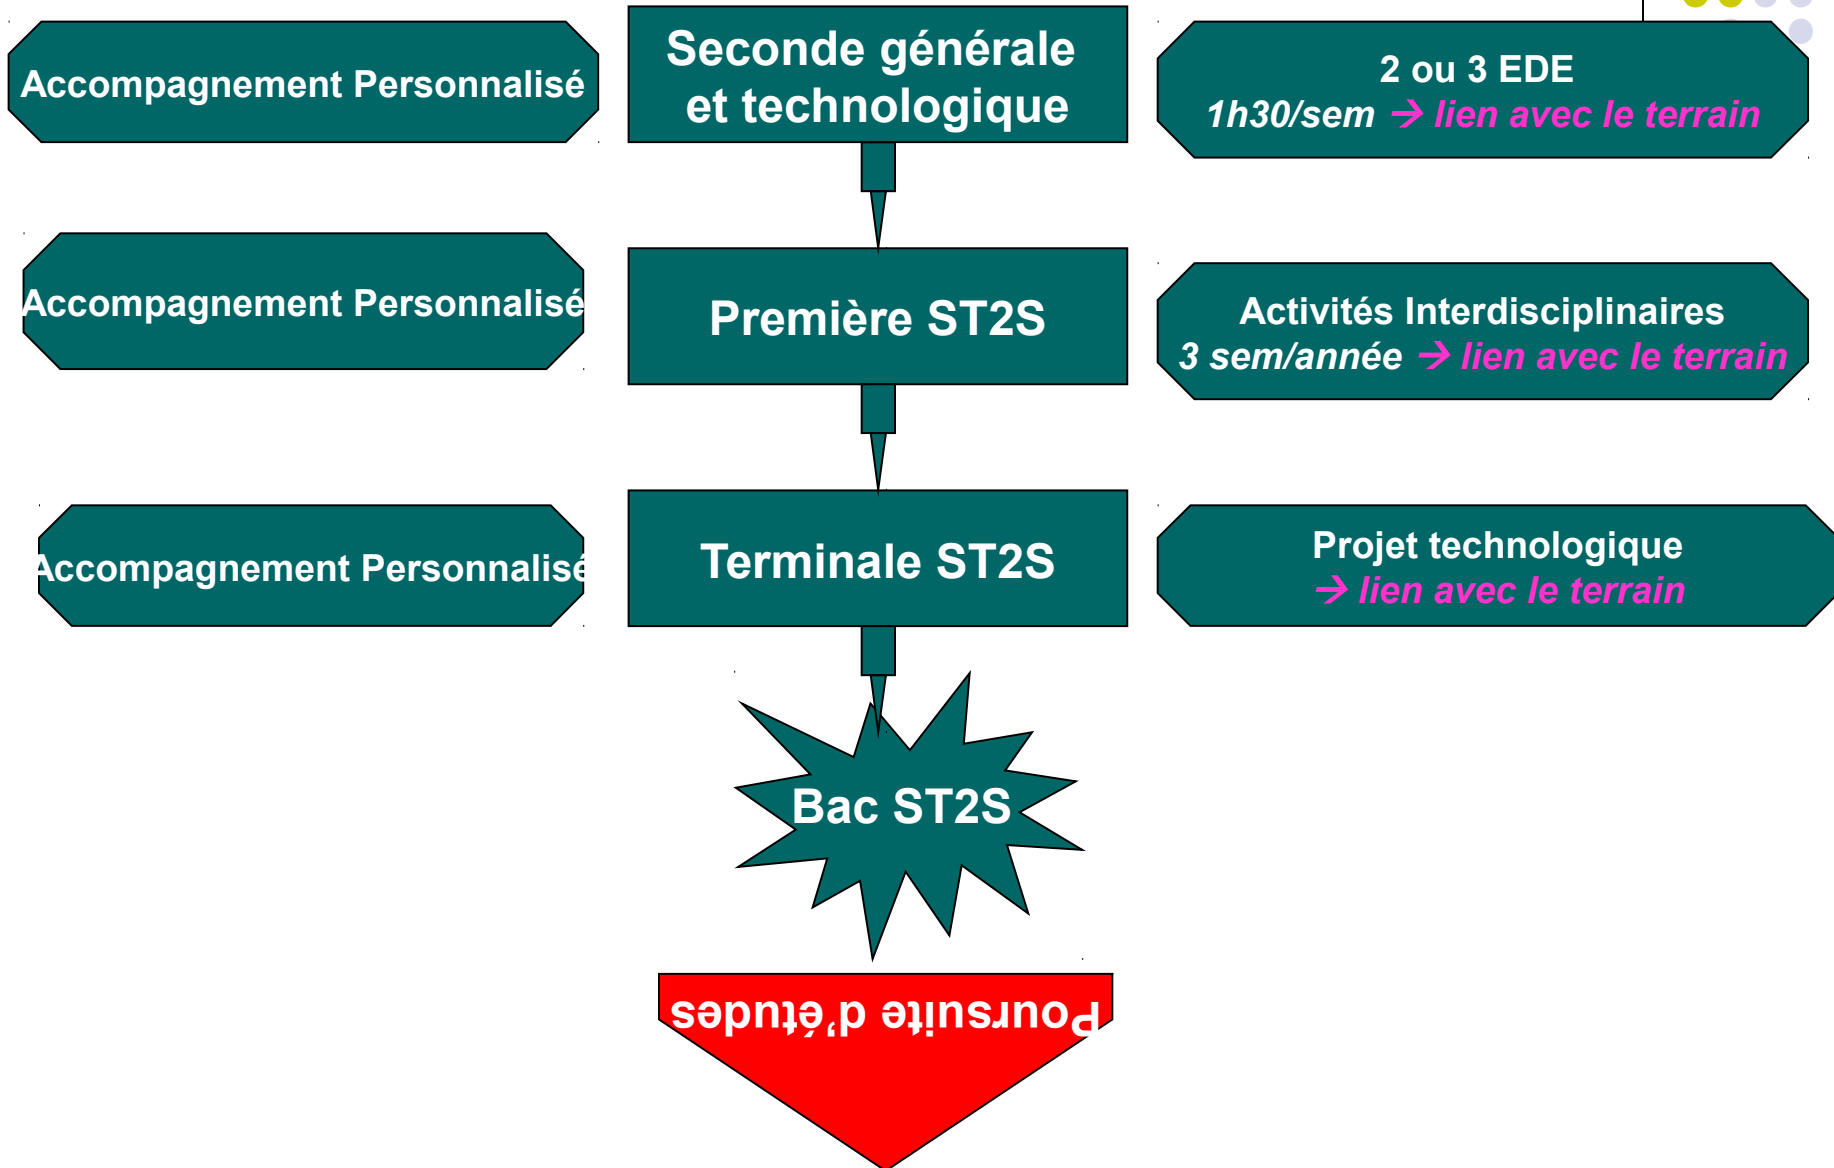 Accompagnement Personnalisé
Seconde générale
et technologique
2 ou 3 EDE
1h30/sem → lien avec le terrain
Accompagnement Personnalisé
Première ST2S
Activités Interdisciplinaires
3 sem/année → lien avec le terrain
Accompagnement Personnalisé
Terminale ST2S
Projet technologique
→ lien avec le terrain
Bac ST2S
Poursuite d’études